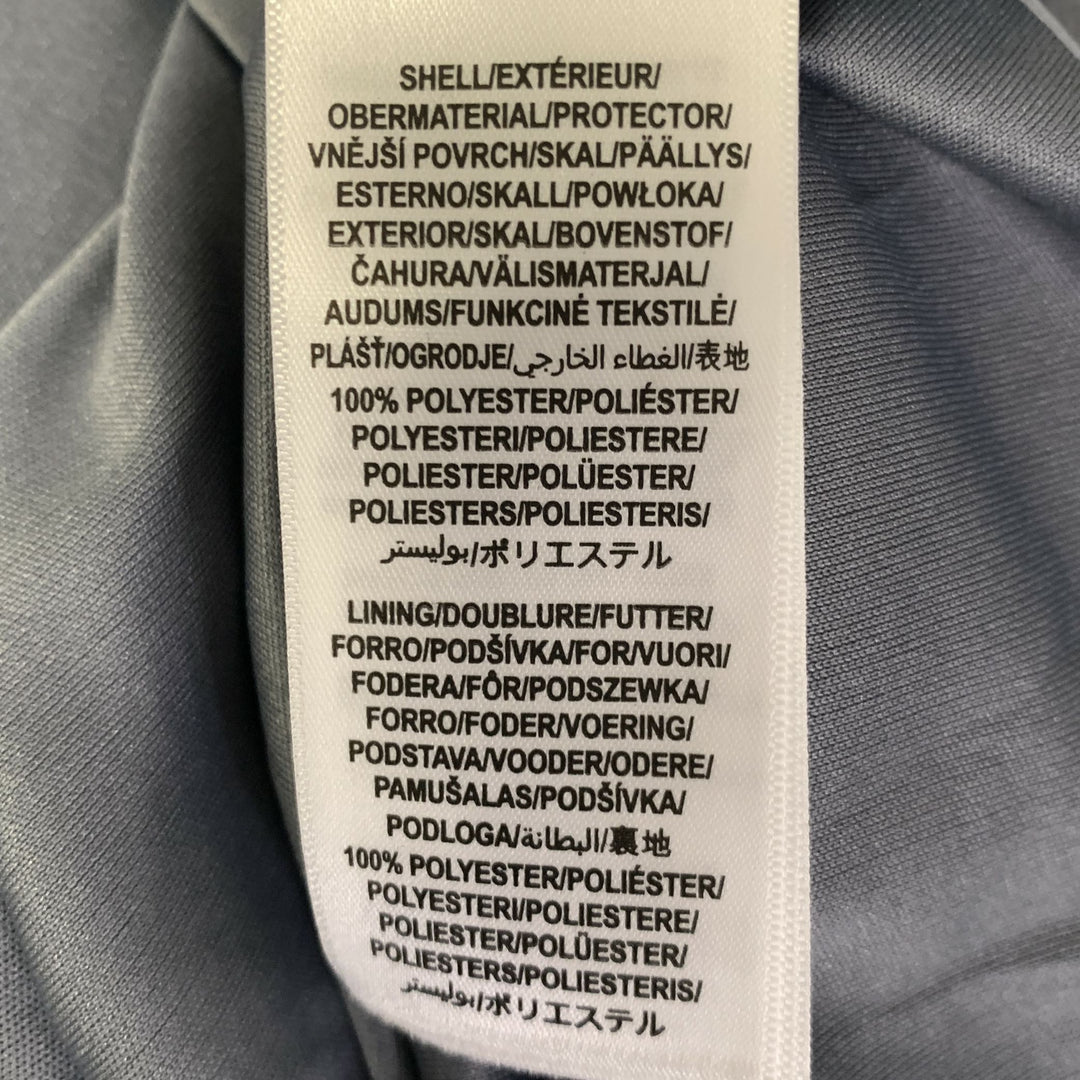 SHELL/EXTÉRIEUR/
OBERMATERIAL/PROTECTOR/
VNĚJŠÍ POVRCH/SKAL/PÄÄLLYS/
ESTERNO/SKALL/POWŁOKA/
EXTERIOR/SKAL/BOVENSTOF/
ČAHURA/VÄLISMATERJAL/
AUDUMS/FUNKCINĖ TEKSTILĖ/
PLÁŠŤ/OGRODJE/الغطاء الخارجي/表地
100% POLYESTER/POLIÉSTER/
POLYESTERI/POLIESTERE/
POLIESTER/POLÜESTER/
POLIESTERS/POLIESTERIS/
بوليستر/ポリエステル
LINING/DOUBLURE/FUTTER/
FORRO/PODŠÍVKA/FOR/VUORI/
FODERA/FÔR/PODSZEWKA/
FORRO/FODER/VOERING/
PODSTAVA/VOODER/ODERE/
PAMUŠALAS/PODŠÍVKA/
PODLOGA/البطانة/裏地
100% POLYESTER/POLIÉSTER/
POLYESTERI/POLIESTERE/
POLIESTER/POLÜESTER/
POLIESTERS/POLIESTERIS/
بوليستر/ポリエステル